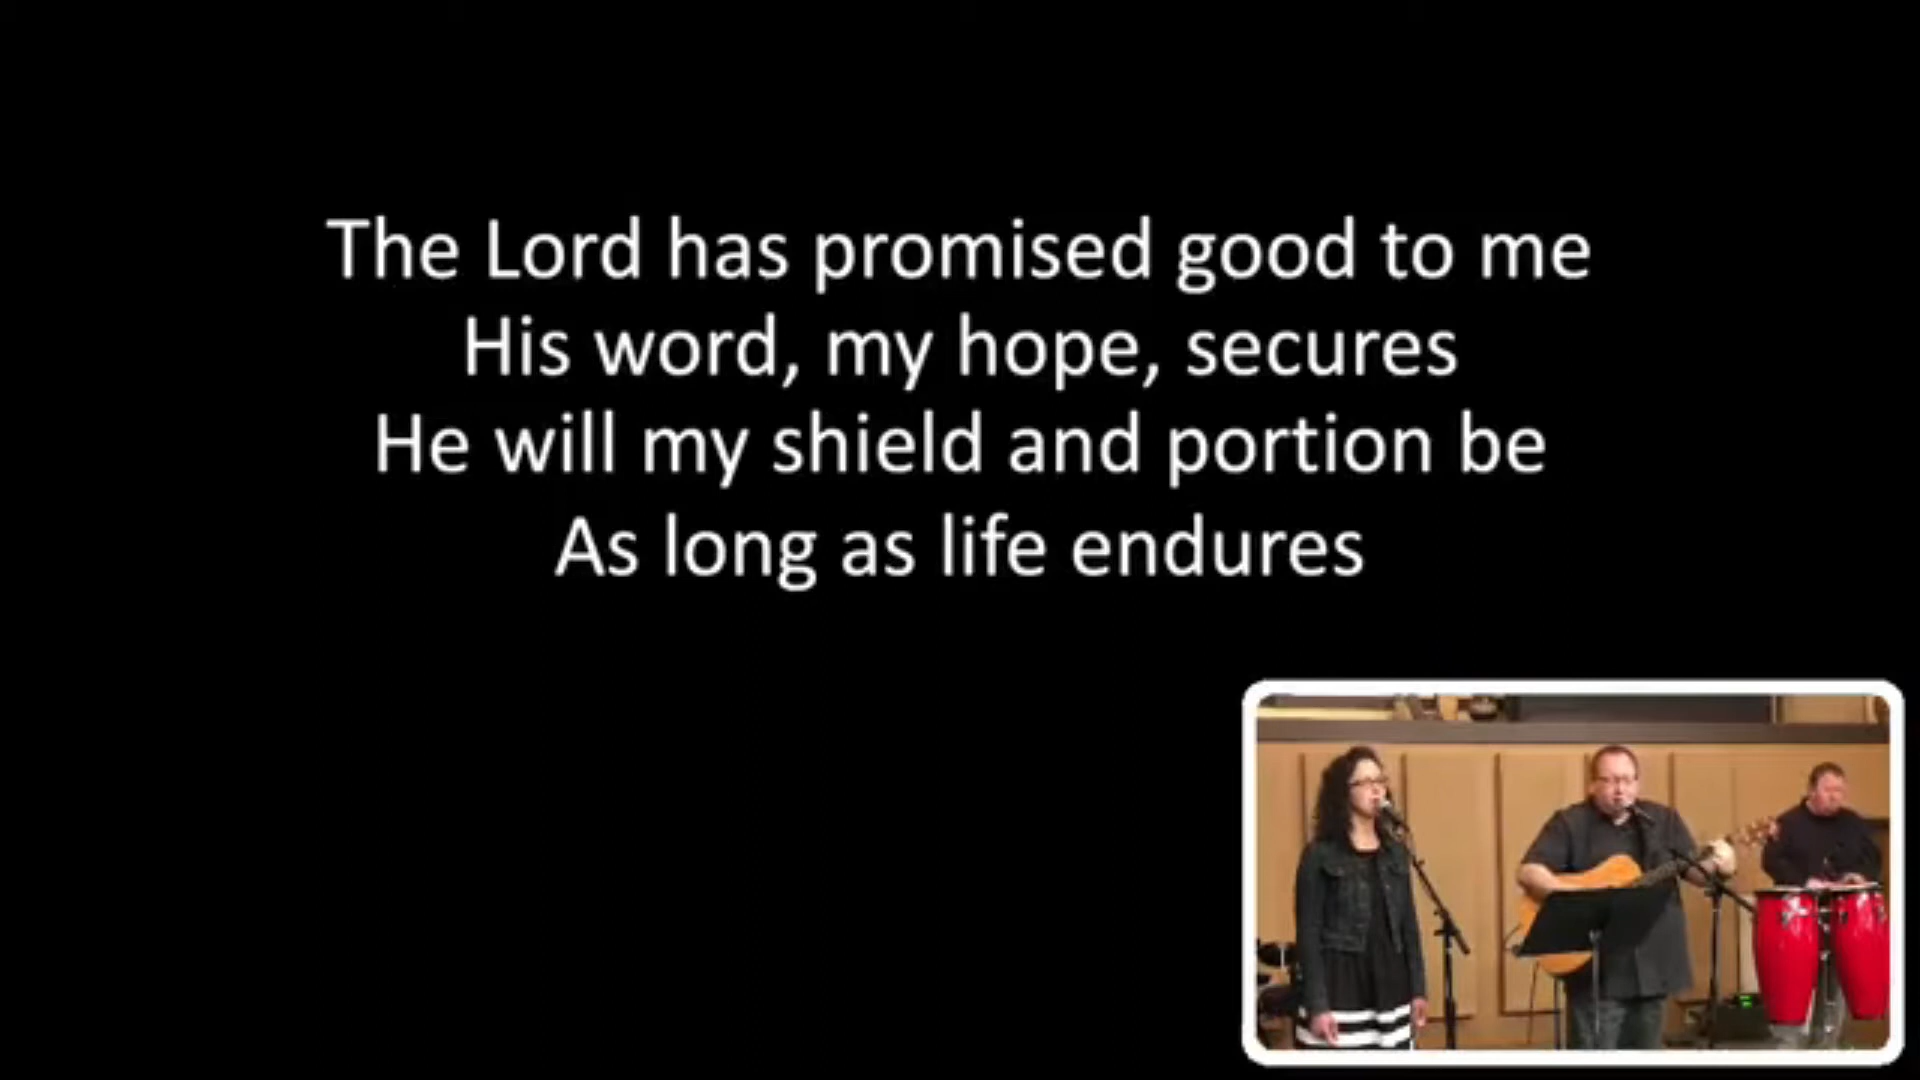 The Lord has promised good to me
His word, my hope, secures
He will my shield and portion be
As long as life endures